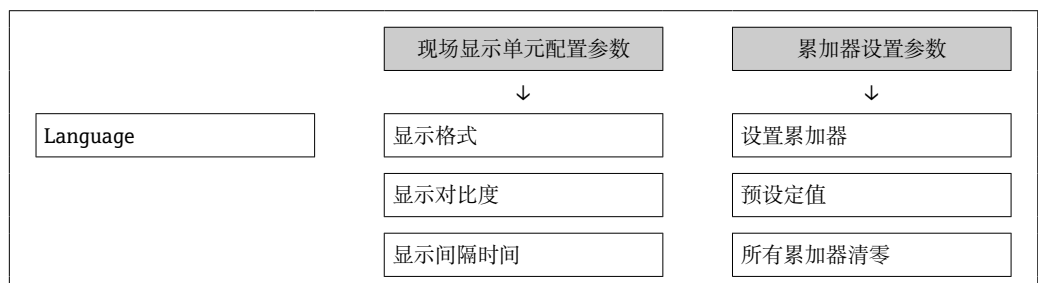 现场显示单元配置参数
累加器设置参数
↓
↓
Language
显示格式
设置累加器
显示对比度
预设定值
显示间隔时间
所有累加器清零